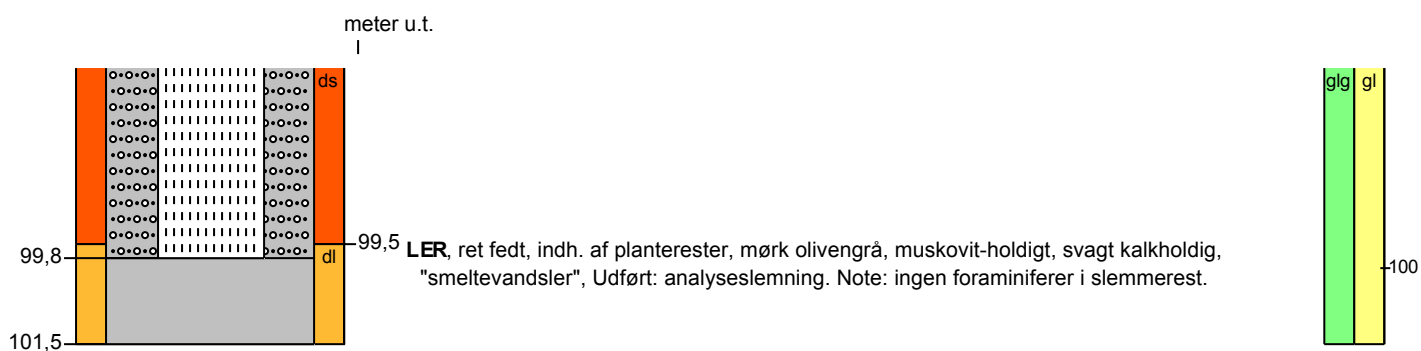 meter u.t.
ds
glg gl
99,5 LER, ret fedt, indh. af planterester, mørk olivengrå, muskovit-holdigt, svagt kalkholdig,
99,8
dl
"smeltevandsler", Udført: analyseslemning. Note: ingen foraminiferer i slemmerest.
100
101,5